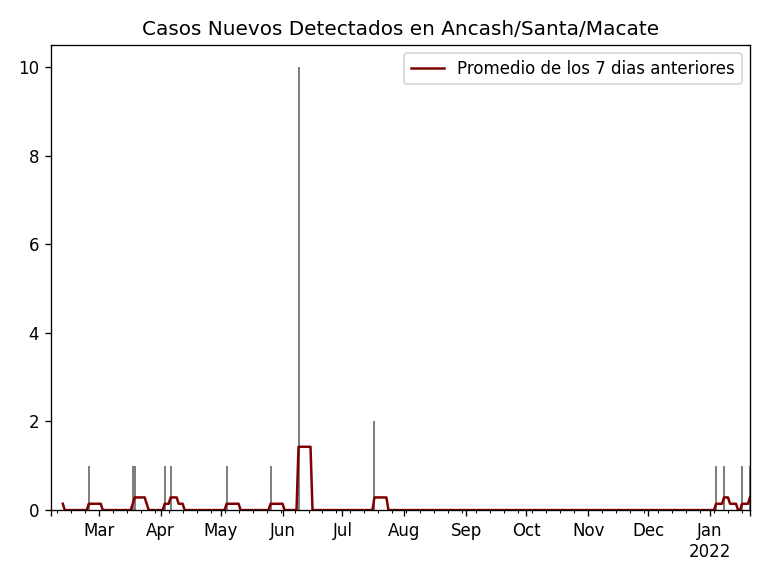 Casos Nuevos Detectados en Ancash/Santa/Macate
Promedio de los 7 dias anteriores
10
8
6
4
2
0
Mar Apr May Jun Jul Aug Sep Oct Nov Dec Jan
2022